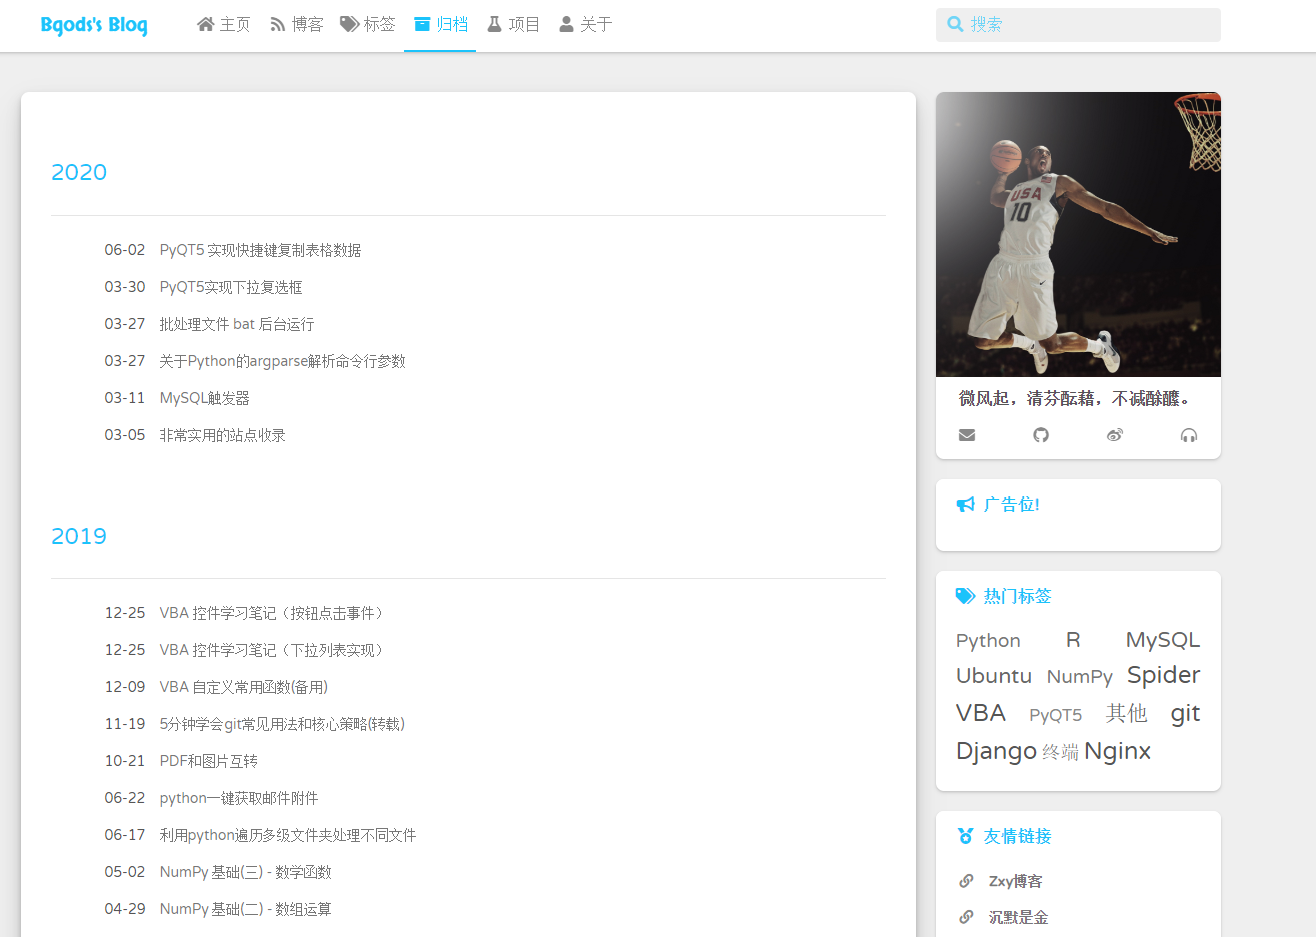 Bgods's Blog 主页 博客 标签 归档 项目 关于 搜索
2020
06-02 PyQT5 实现快捷键复制表格数据
03-30 PyQT5实现下拉复选框
03-27 批处理文件 bat 后台运行
03-27 关于Python的argparse解析命令行参数
03-11 MySQL触发器
03-05 非常实用的站点收录
2019
12-25 VBA 控件学习笔记（按钮点击事件）
12-25 VBA 控件学习笔记（下拉列表实现）
12-09 VBA 自定义常用函数(备用)
11-19 5分钟学会git常见用法和核心策略(转载)
10-21 PDF和图片互转
06-22 python一键获取邮件附件
06-17 利用python遍历多级文件夹处理不同文件
05-02 NumPy 基础(三) - 数学函数
04-29 NumPy 基础(二) - 数组运算
USA
10
微风起，清芬酝藉，不减酴醾。
广告位!
热门标签
Python R MySQL
Ubuntu NumPy Spider
VBA PyQT5 其他 git
Django 终端 Nginx
友情链接
Zxy博客
沉默是金